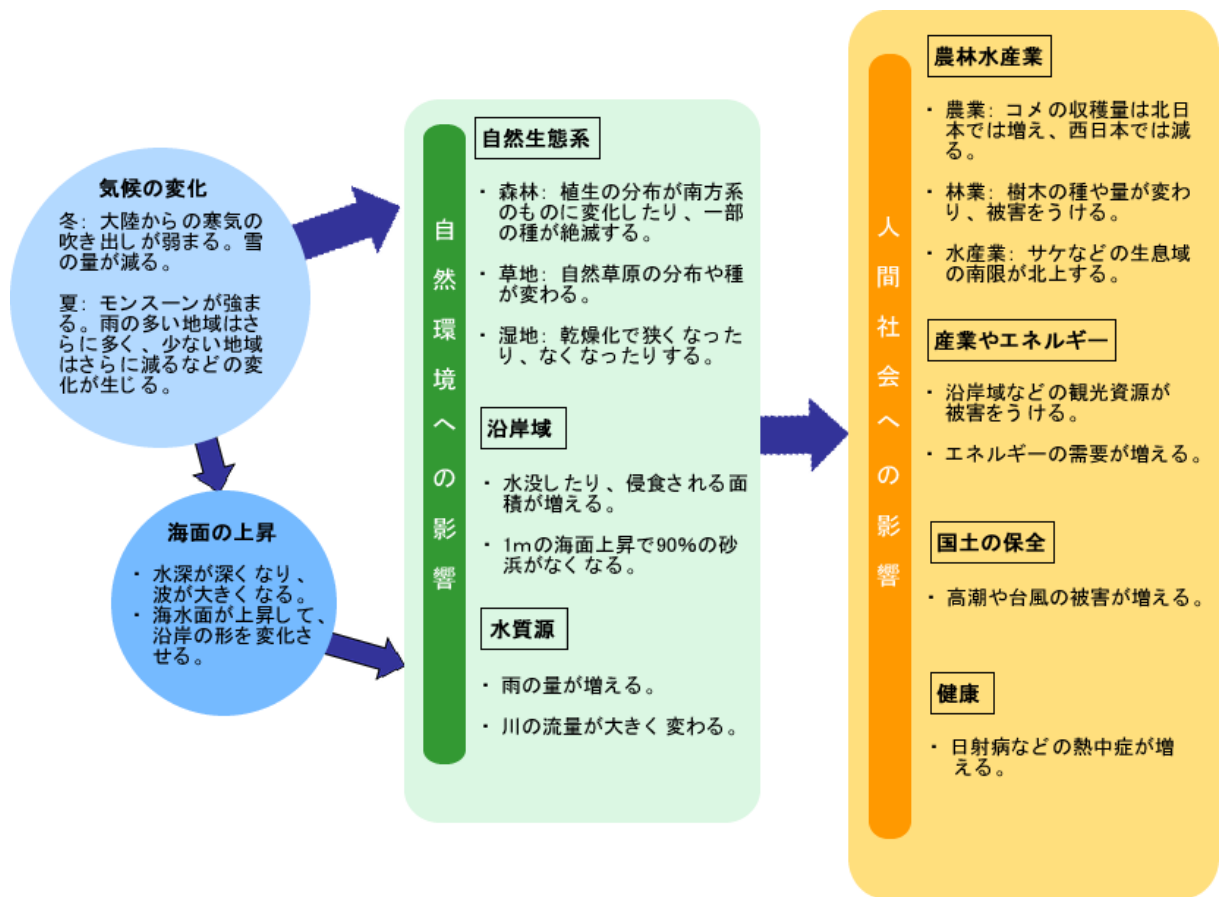 気候の変化
冬: 大陸からの寒気の
吹き出しが弱まる。雪
の量が減る。
夏: モンスーンが強ま
る。雨の多い地域はさ
らに多く、少ない地域
はさらに減るなどの変
化が生じる。
海面の上昇
・ 水深が深くなり、
波が大きくなる。
・ 海水面が上昇して、
沿岸の形を変化さ
せる。
自然環境への影響
自然生態系
・ 森林: 植生の分布が南方系
のものに変化したり、一部
の種が絶滅する。
・ 草地: 自然草原の分布や種
が変わる。
・ 湿地: 乾燥化で狭くなった
り、なくなったりする。
沿岸域
・ 水没したり、侵食される面
積が増える。
・ 1mの海面上昇で90%の砂
浜がなくなる。
水質源
・ 雨の量が増える。
・ 川の流量が大きく変わる。
人間社会への影響
農林水産業
・ 農業: コメの収穫量は北日
本では増え、西日本では減
る。
・ 林業: 樹木の種や量が変わ
り、被害をうける。
・ 水産業: サケなどの生息域
の南限が北上する。
産業やエネルギー
・ 沿岸域などの観光資源が
被害をうける。
・ エネルギーの需要が増える。
国土の保全
・ 高潮や台風の被害が増える。
健康
・ 日射病などの熱中症が増
える。